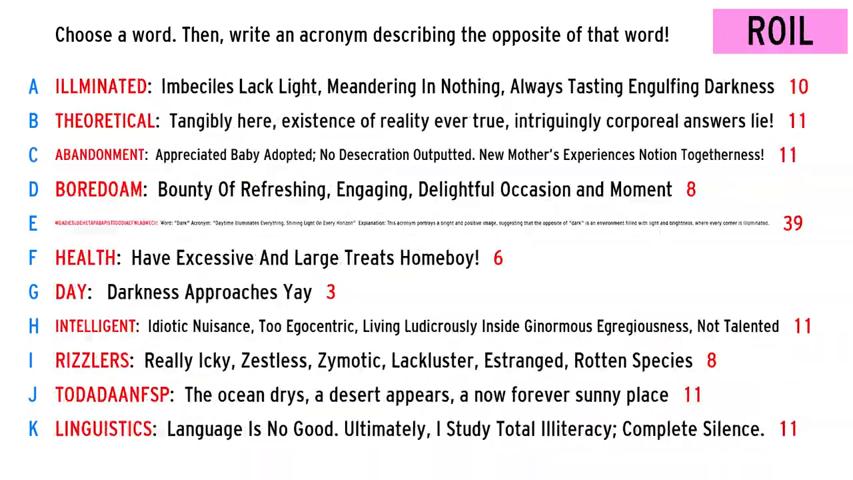 Choose a word. Then, write an acronym describing the opposite of that word!
ROIL
A ILLMINATED: Imbeciles Lack Light, Meandering In Nothing, Always Tasting Engulfing Darkness 10
B THEORETICAL: Tangibly here, existence of reality ever true, intriguingly corporeal answers lie! 11
C ABANDONMENT: Appreciated Baby Adopted; No Desecration Outputted. New Mother's Experiences Notion Togetherness! 11
D BOREDOAM: Bounty Of Refreshing, Engaging, Delightful Occasion and Moment 8
E Word: "Dark" Acronym: "Daytime Illuminates Everything, Shining Light On Every Horizon" Explanation: This acronym portrays a bright and positive image, suggesting that the opposite of "dark" is an environment filled with light and brightness, where every corner is illuminated. 39
F HEALTH: Have Excessive And Large Treats Homeboy! 6
G DAY: Darkness Approaches Yay 3
H INTELLIGENT: Idiotic Nuisance, Too Egocentric, Living Ludicrously Inside Ginormous Egregiousness, Not Talented 11
I RIZZLERS: Really Icky, Zestless, Zymotic, Lackluster, Estranged, Rotten Species 8
J TODADAANFSP: The ocean drys, a desert appears, a now forever sunny place 11
K LINGUISTICS: Language Is No Good. Ultimately, I Study Total Illiteracy; Complete Silence. 11